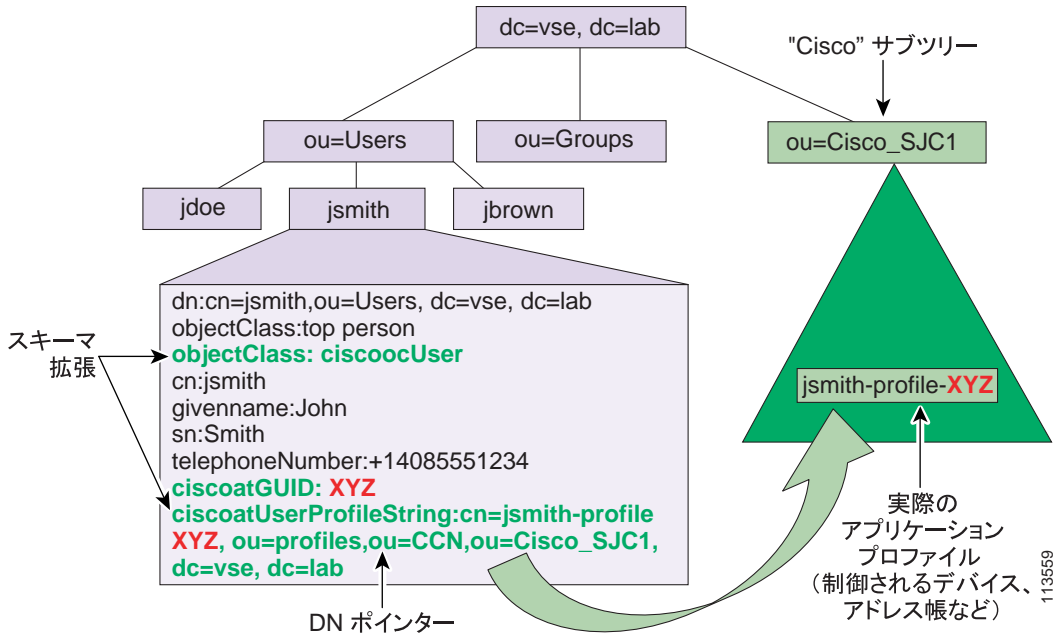 dc=vse, dc=lab
"Cisco” サブツリー
ou=Users
ou=Groups
ou=Cisco_SJC1
jdoe
jsmith
jbrown
スキーマ
拡張
dn:cn=jsmith,ou=Users, dc=vse, dc=lab
objectClass:top person
objectClass: ciscoocUser
cn:jsmith
givenname:John
sn:Smith
telephoneNumber:+14085551234
ciscoatGUID: XYZ
ciscoatUserProfileString:cn=jsmith-profile
XYZ, ou=profiles,ou=CCN,ou=Cisco_SJC1,
dc=vse, dc=lab
DN ポインター
jsmith-profile-XYZ
実際の
アプリケーション
プロファイル
（制御されるデバイス、
アドレス帳など）
113559